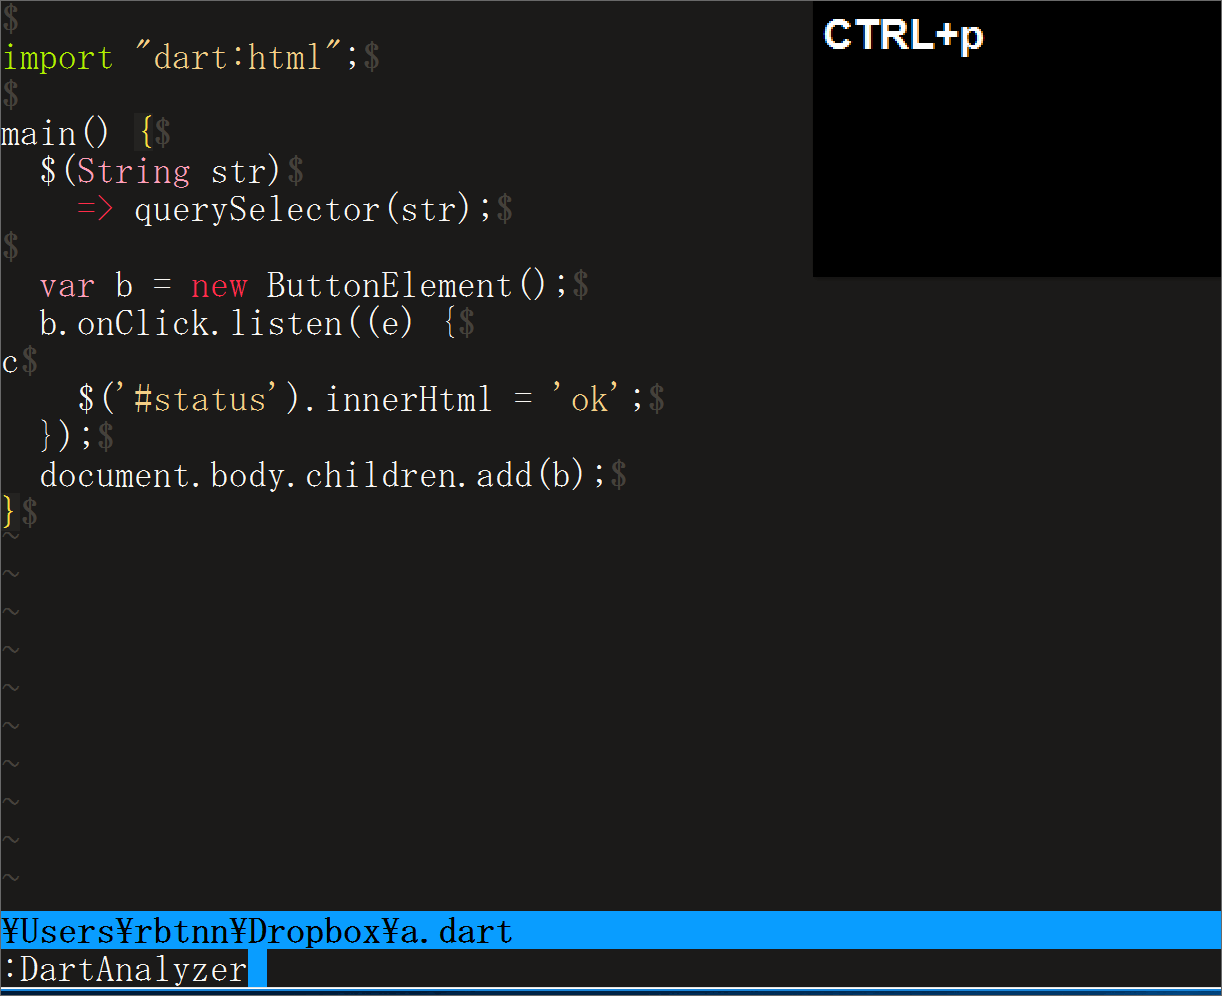 $
import "dart:html";$
$
main() {$
  $(String str)$
    => querySelector(str);$
$
  var b = new ButtonElement();$
  b.onClick.listen((e) {$
c$
    $('#status').innerHtml = 'ok';$
  });$
  document.body.children.add(b);$
}$
~
~
~
~
~
~
~
~
~
~
¥Users¥rbtnn¥Dropbox¥a.dart
:DartAnalyzer
CTRL+p